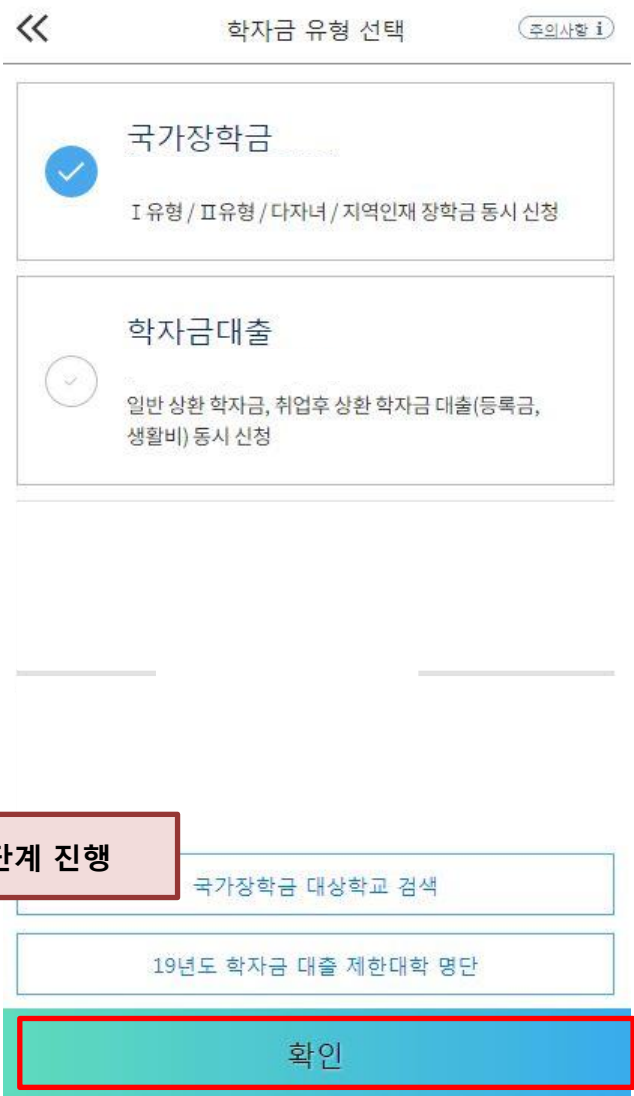 학자금 유형 선택
주의사항 i
국가장학금
I 유형 / II유형 / 다자녀 / 지역인재 장학금 동시 신청
학자금대출
일반 상환 학자금, 취업후 상환 학자금 대출(등록금,
생활비) 동시 신청
단계 진행
국가장학금 대상학교 검색
19년도 학자금 대출 제한대학 명단
확인